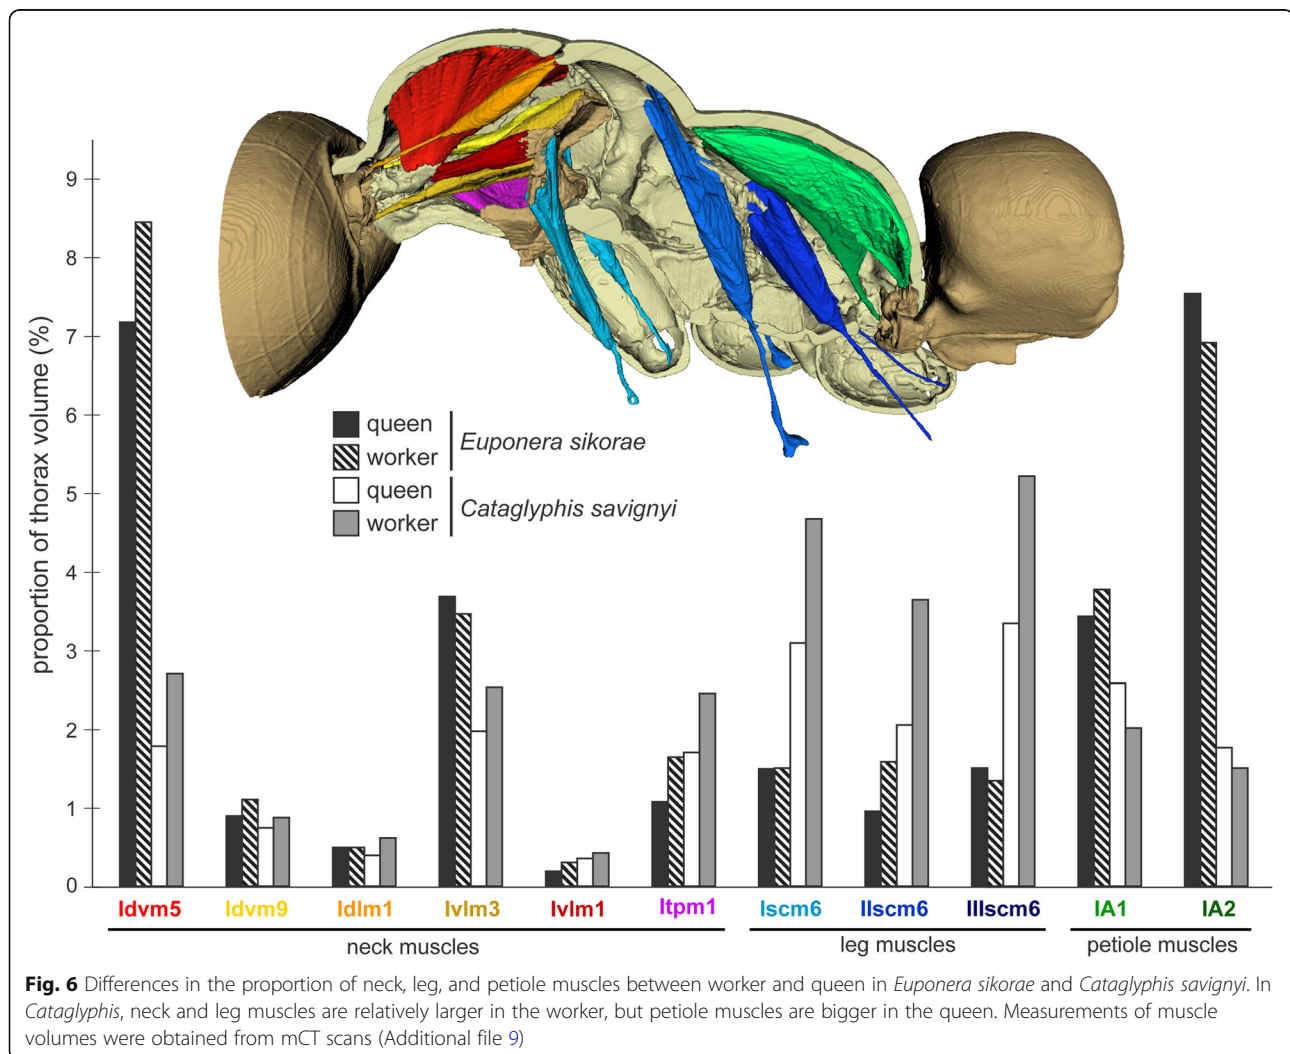 proportion of thorax volume (%)
9
8
7
6
5
4
3
2
1
0
queen
worker
Euponera sikorae
queen
worker
Cataglyphis savignyi
Idvm5 Idvm9 Idlm1 Ivlm3 Ivlm1 Itpm1 Iscm6 IIscm6 IIIscm6 IA1 IA2
neck muscles leg muscles petiole muscles
Fig. 6 Differences in the proportion of neck, leg, and petiole muscles between worker and queen in Euponera sikorae and Cataglyphis savignyi. In
Cataglyphis, neck and leg muscles are relatively larger in the worker, but petiole muscles are bigger in the queen. Measurements of muscle
volumes were obtained from mCT scans (Additional file 9)